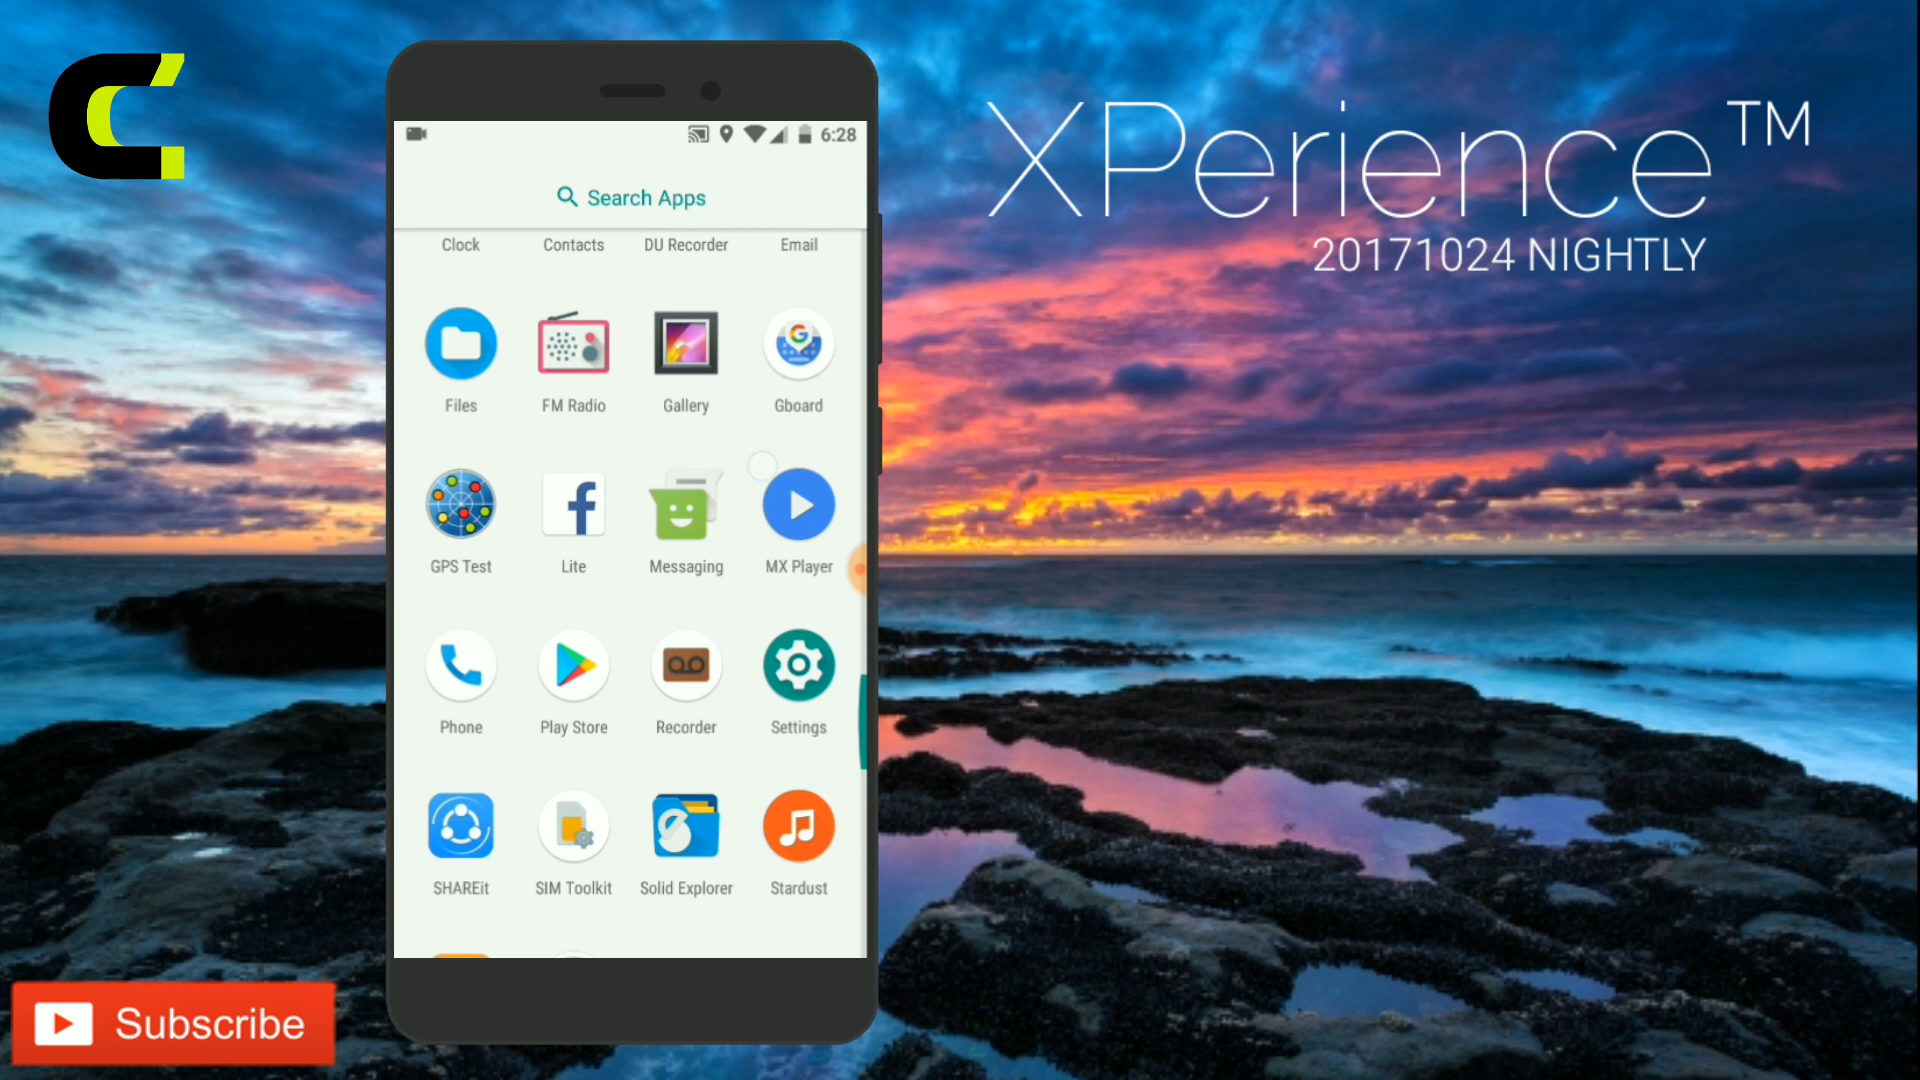 XPerience™
20171024 NIGHTLY
6:28
Search Apps
Clock Contacts DU Recorder Email
Files FM Radio Gallery Gboard
GPS Test Lite Messaging MX Player
Phone Play Store Recorder Settings
SHAREit SIM Toolkit Solid Explorer Stardust
Subscribe